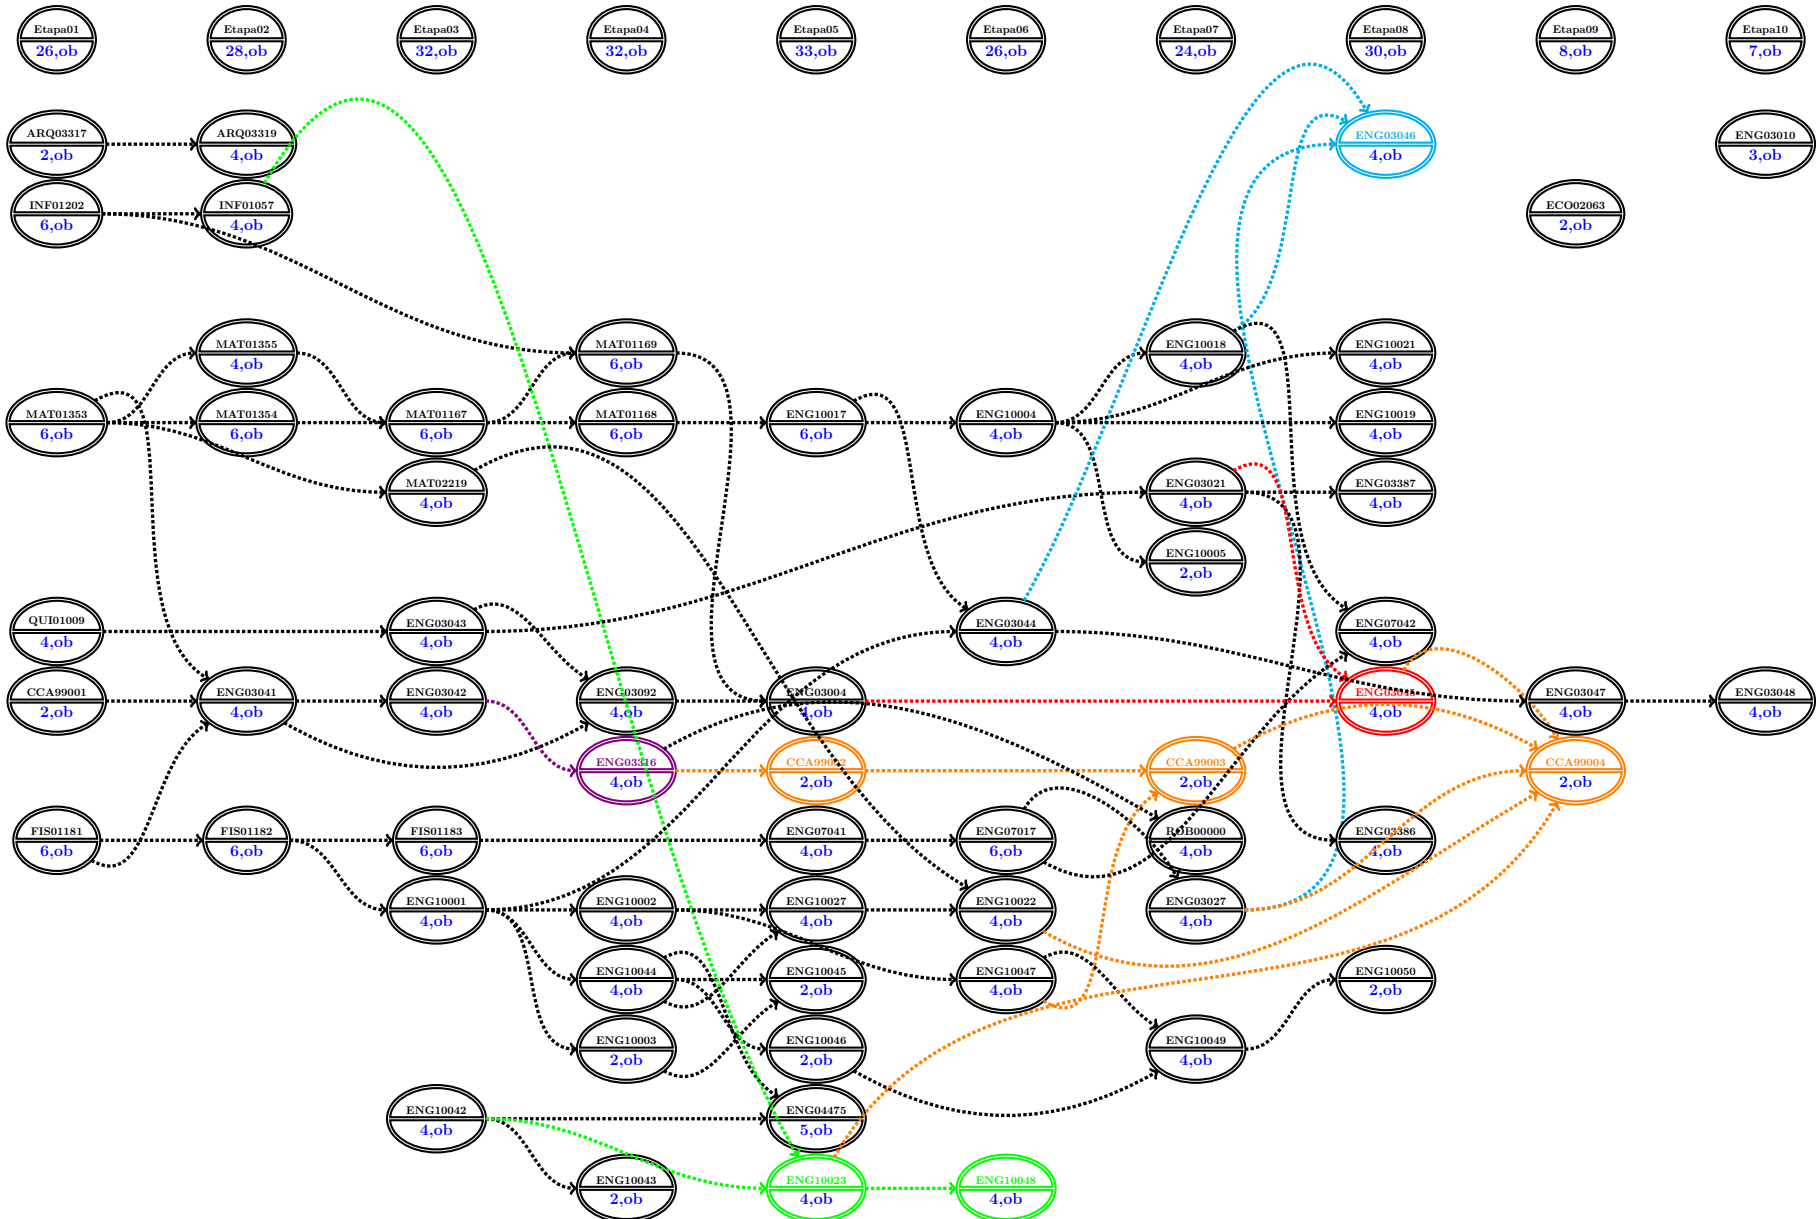 Etapa01 Etapa02 Etapa03 Etapa04 Etapa05 Etapa06 Etapa07 Etapa08 Etapa09 Etapa10
26,ob 28,ob 32,ob 32,ob 33,ob 26,ob 24,ob 30,ob 8,ob 7,ob
ARQ03317 ARQ03319 ENG03046 ENG03010
2,ob 4,ob 4,ob 3,ob
INF01202 INF01057 ECO02063
6,ob 4,ob 2,ob
MAT01355 MAT01169 ENG10018 ENG10021
4,ob 6,ob 4,ob 4,ob
MAT01353 MAT01354 MAT01167 MAT01168 ENG10017 ENG10004 ENG10019
6,ob 6,ob 6,ob 6,ob 6,ob 4,ob 4,ob
MAT02219 ENG03021 ENG03387
4,ob 4,ob 4,ob
ENG10005
2,ob
QUI01009 ENG03043 ENG03044 ENG07042
4,ob 4,ob 4,ob 4,ob
CCA99001 ENG03041 ENG03042 ENG03092 ENG03004 ENG03045 ENG03047 ENG03048
2,ob 4,ob 4,ob 4,ob 4,ob 4,ob 4,ob 4,ob
ENG03316 CCA99002 CCA99003 CCA99004
4,ob 2,ob 2,ob 2,ob
FIS01181 FIS01182 FIS01183 ENG07041 ENG07017 ROB00000 ENG03386
6,ob 6,ob 6,ob 4,ob 6,ob 4,ob 4,ob
ENG10001 ENG10002 ENG10027 ENG10022 ENG03027
4,ob 4,ob 4,ob 4,ob 4,ob
ENG10044 ENG10045 ENG10047 ENG10050
4,ob 2,ob 4,ob 2,ob
ENG10003 ENG10046 ENG10049
2,ob 2,ob 4,ob
ENG10042 ENG04475
4,ob 5,ob
ENG10043 ENG10023 ENG10048
2,ob 4,ob 4,ob